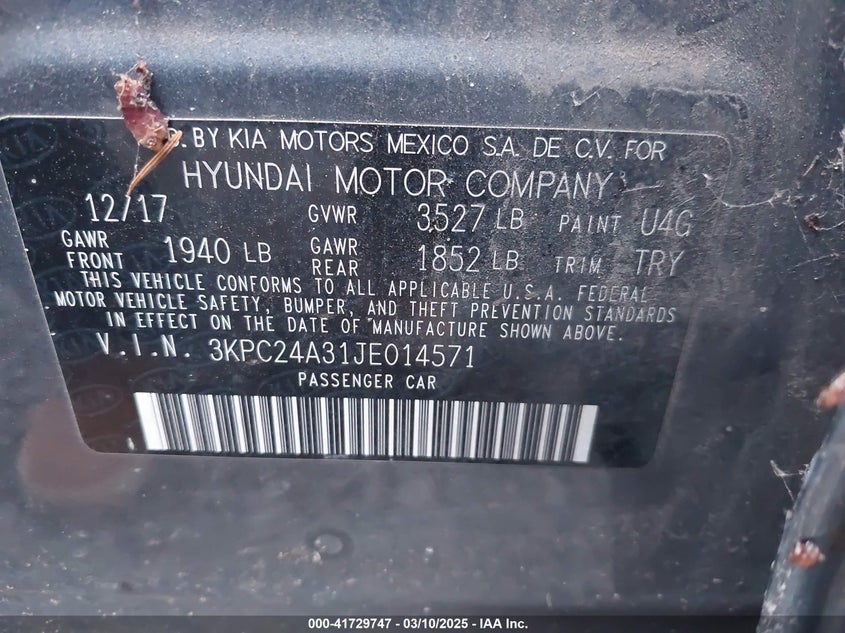 BY KIA MOTORS MEXICO S.A. DE C.V. FOR
HYUNDAI MOTOR COMPANY
12/17 GVWR 3527 LB PAINT U4G
GAWR FRONT 1940 LB GAWR REAR 1852 LB TRIM TRY
THIS VEHICLE CONFORMS TO ALL APPLICABLE U.S.A. FEDERAL
MOTOR VEHICLE SAFETY, BUMPER, AND THEFT PREVENTION STANDARDS
IN EFFECT ON THE DATE OF MANUFACTURE SHOWN ABOVE.
V.I.N. 3KPC24A31JE014571
PASSENGER CAR
000-41729747 — 03/10/2025 — IAA Inc.